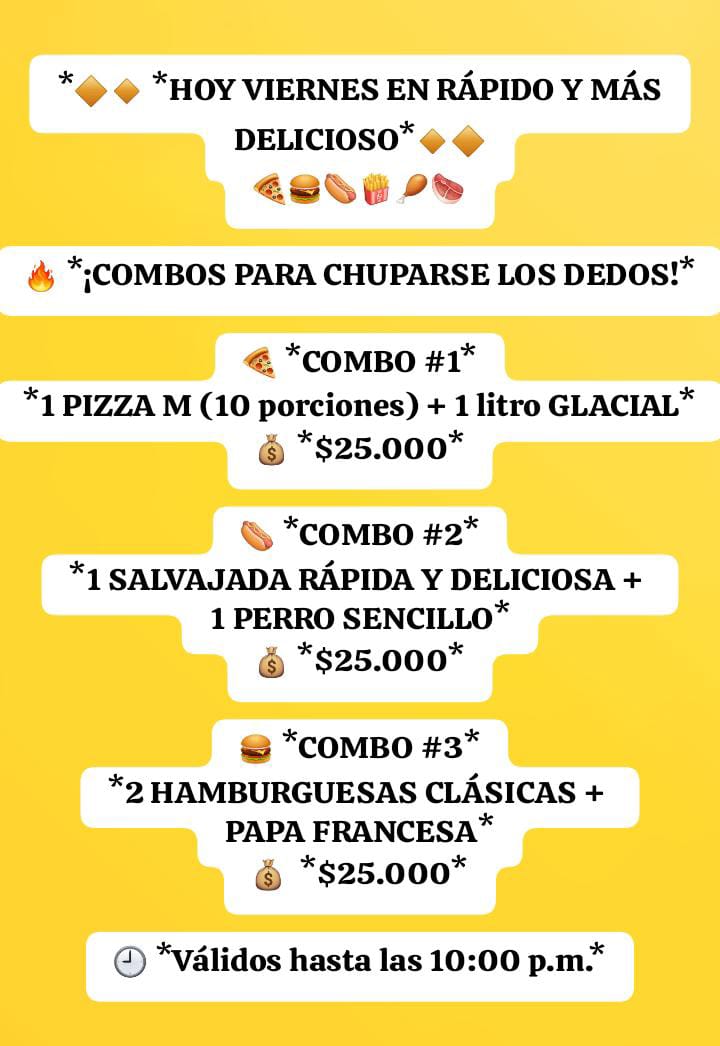 *🔶🔸 *HOY VIERNES EN RÁPIDO Y MÁS
DELICIOSO*🔸🔶
🍕🍔🌭🍟🍗🥩
🔥 *¡COMBOS PARA CHUPARSE LOS DEDOS!*
🍕 *COMBO #1*
*1 PIZZA M (10 porciones) + 1 litro GLACIAL*
💰 *$25.000*
🌭 *COMBO #2*
*1 SALVAJADA RÁPIDA Y DELICIOSA +
1 PERRO SENCILLO*
💰 *$25.000*
🍔 *COMBO #3*
*2 HAMBURGUESAS CLÁSICAS +
PAPA FRANCESA*
💰 *$25.000*
🕘 *Válidos hasta las 10:00 p.m.*